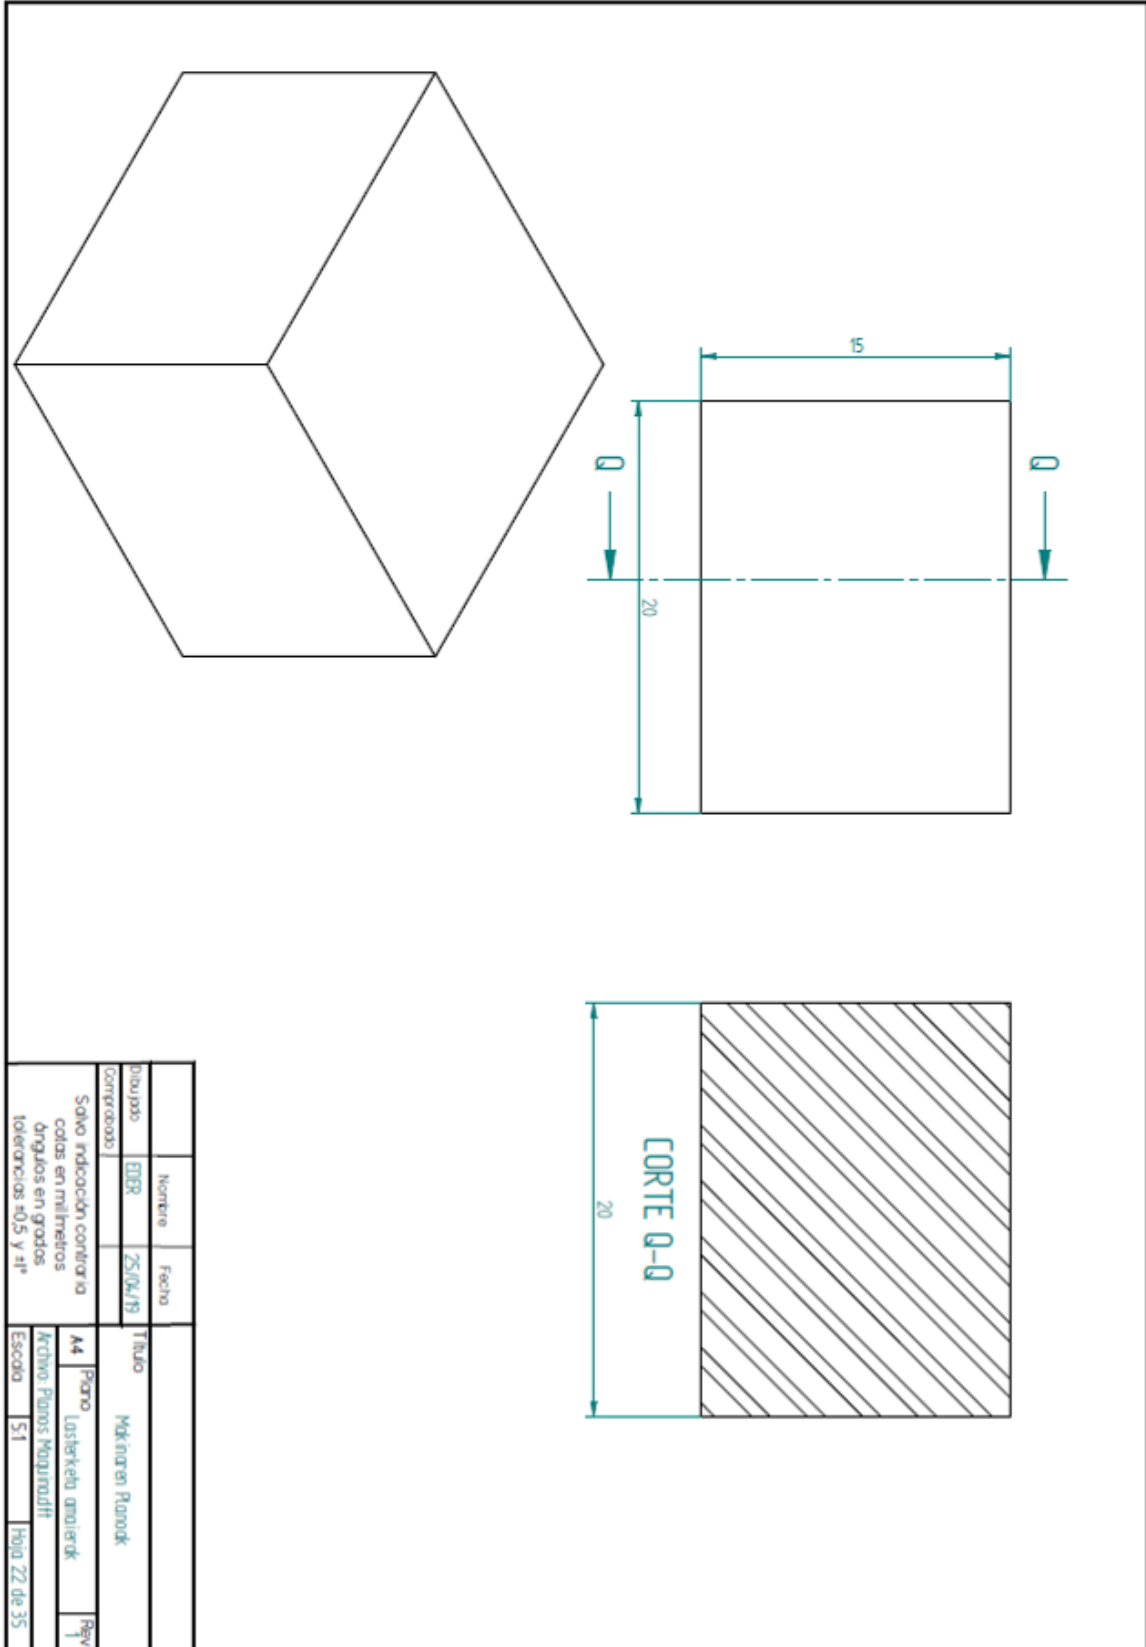 15
Q
Q
20
20
CORTE Q-Q
Nombre
Fecha
Título
Dibujado
EDER
25/04/19
Makinaren Planoak
Comprobado
Salvo indicación contraria
cotas en milímetros
ángulos en grados
tolerancias ±0,5 y ±1º
A4
Plano
Lasterketa amaierak
Rev
1
Archivo: Planos Maquina.dft
Escala
5:1
Hoja 22 de 35